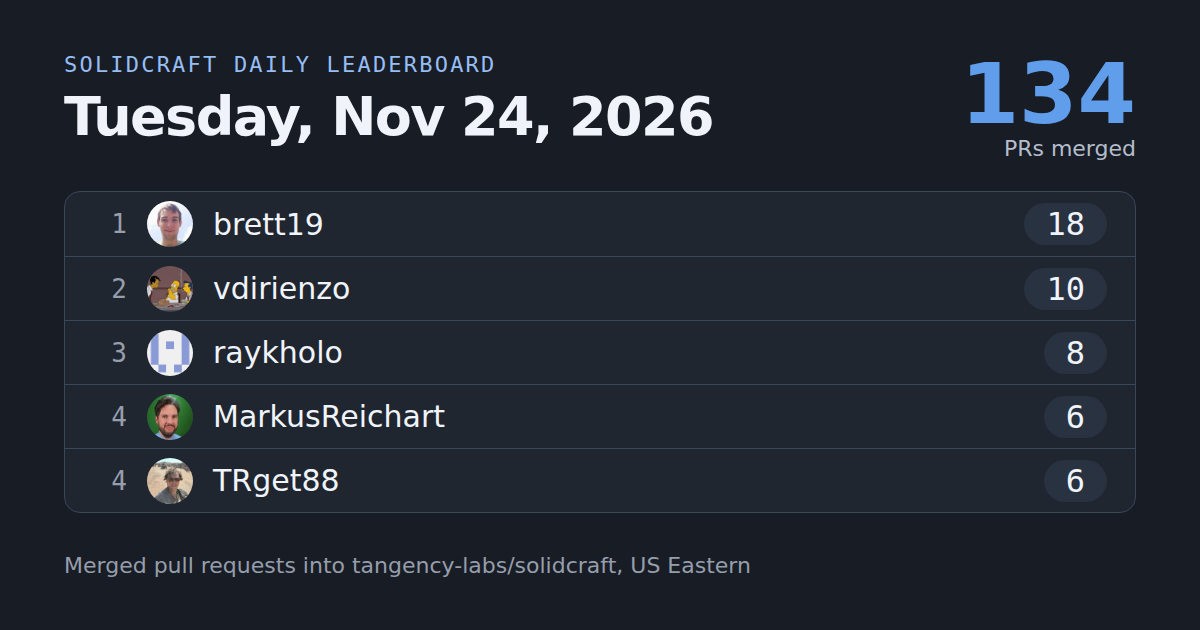 SOLIDCRAFT DAILY LEADERBOARD
Tuesday, Nov 24, 2026
134
PRs merged
1 brett19 18
2 vdirienzo 10
3 raykholo 8
4 MarkusReichart 6
4 TRget88 6
Merged pull requests into tangency-labs/solidcraft, US Eastern